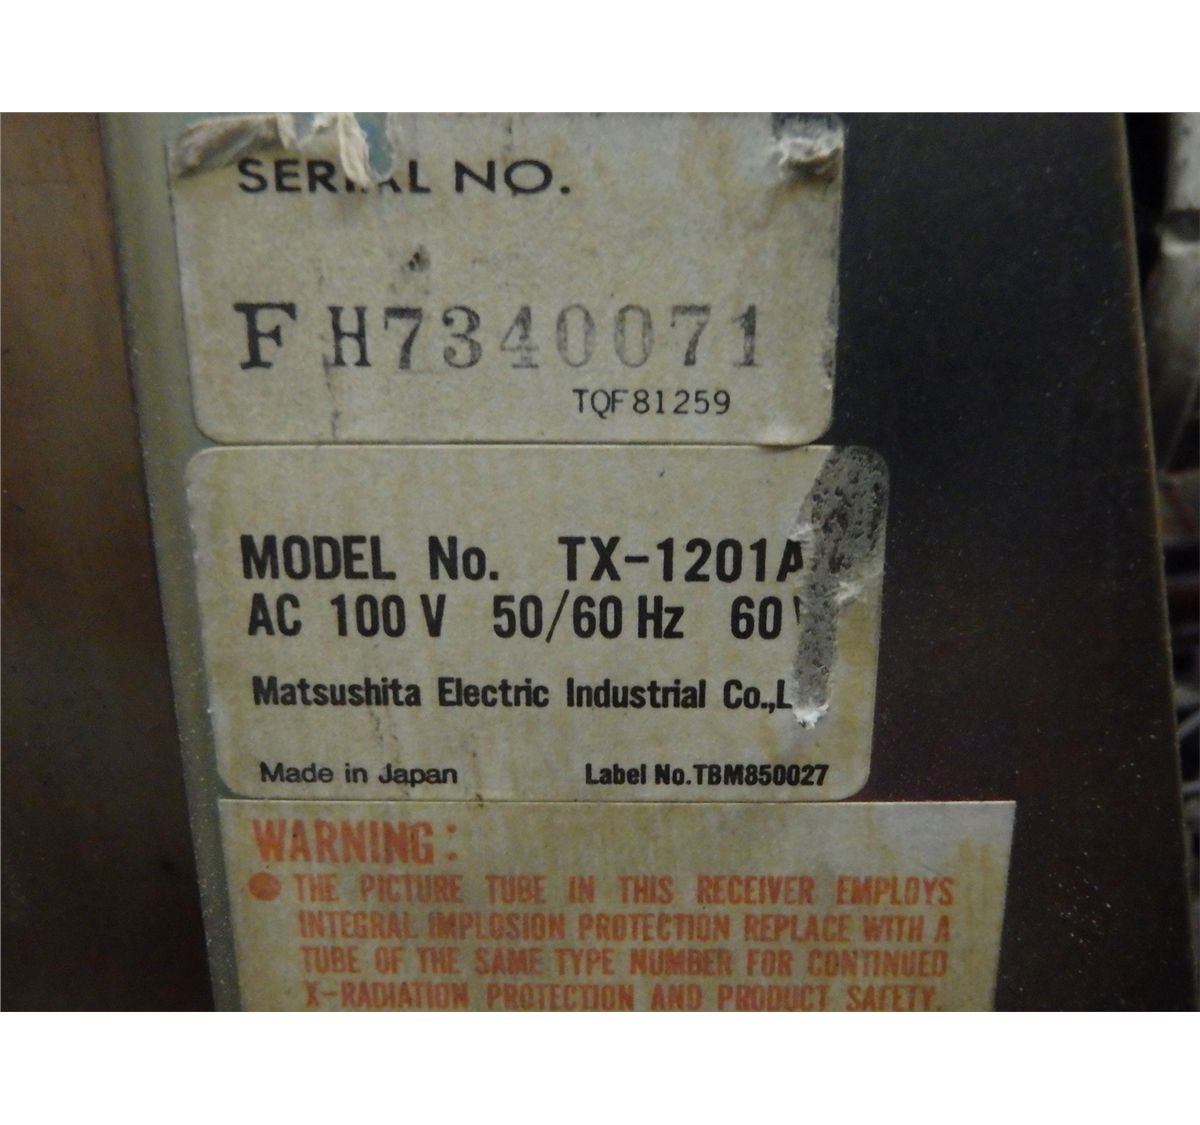 SERIAL NO.
FH7340071
TQF81259
MODEL No. TX-1201A
AC 100 V 50/60 Hz 60
Matsushita Electric Industrial Co.,L
Made in Japan Label No.TBM850027
WARNING:
● THE PICTURE TUBE IN THIS RECEIVER EMPLOYS
INTEGRAL IMPLOSION PROTECTION REPLACE WITH A
TUBE OF THE SAME TYPE NUMBER FOR CONTINUED
X-RADIATION PROTECTION AND PRODUCT SAFETY.